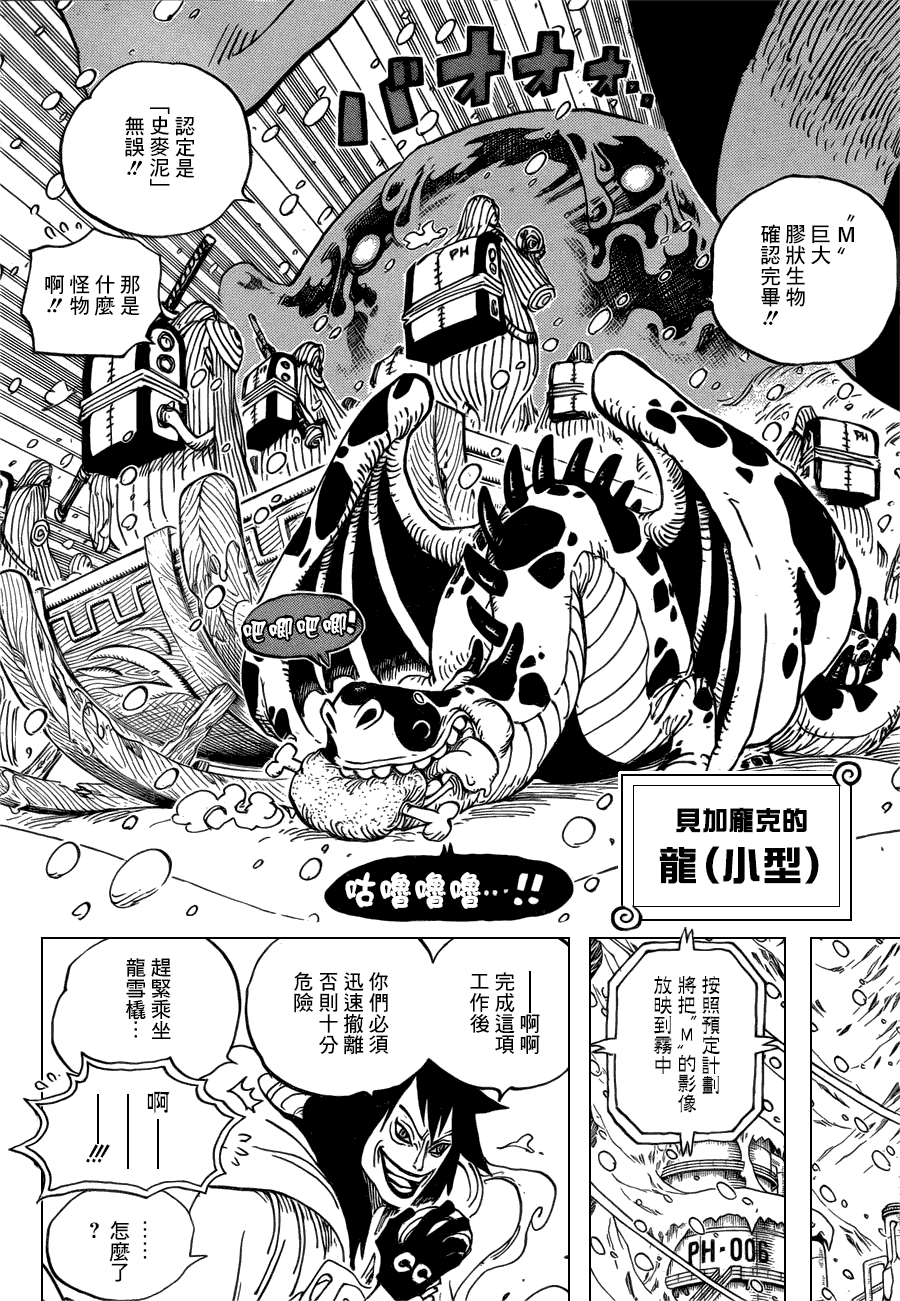 バオオオォ‥
〝M〞
巨大
膠狀生物
確認完畢!!
認定是
「史麥泥」
無誤!!
那是
什麼
怪物
啊!!
PH
PH
吧唧吧唧!
咕嚕嚕嚕…!!
貝加龐克的
龍(小型)
按照預定計劃
將把〝M〞的影像
放映到霧中
PH-006
——啊啊
完成這項
工作後
你們必須
迅速撤離
否則十分
危險
趕緊乘坐
龍雪橇…
啊—
——
——!!!
……
怎麼了
?
CC